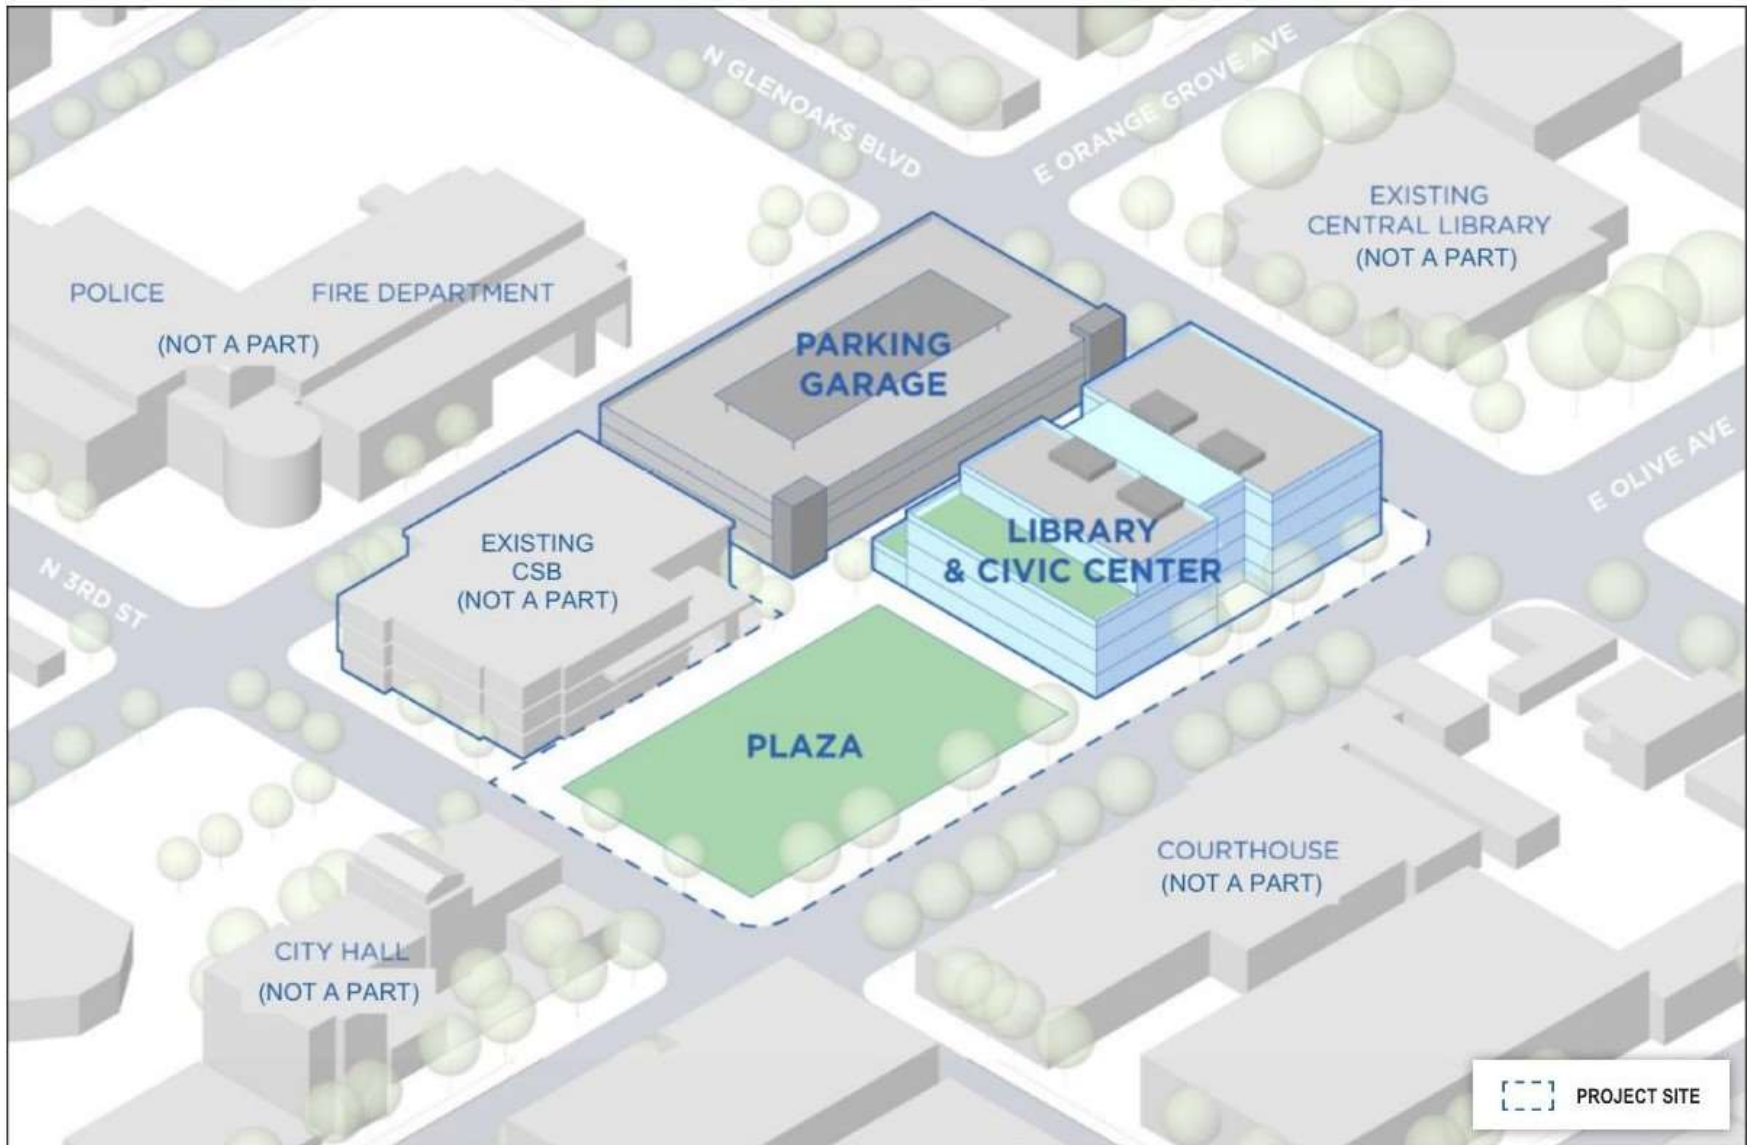 N GLENOAKS BLVD
E ORANGE GROVE AVE
EXISTING
CENTRAL LIBRARY
(NOT A PART)
POLICE
FIRE DEPARTMENT
(NOT A PART)
PARKING
GARAGE
E OLIVE AVE
EXISTING
CSB
(NOT A PART)
LIBRARY
& CIVIC CENTER
N 3RD ST
PLAZA
COURTHOUSE
(NOT A PART)
CITY HALL
(NOT A PART)
PROJECT SITE